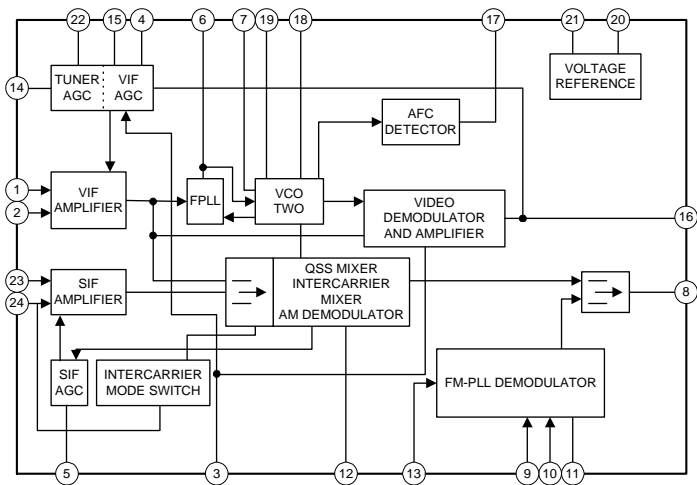 22 15 4 6 7 19 18 17 21 20
TUNER
AGC
VIF
AGC
VOLTAGE
REFERENCE
14
AFC
DETECTOR
1
2
VIF
AMPLIFIER
FPLL
VCO
TWO
VIDEO
DEMODULATOR
AND AMPLIFIER
16
23
24
SIF
AMPLIFIER
QSS MIXER
INTERCARRIER
MIXER
AM DEMODULATOR
8
SIF
AGC
INTERCARRIER
MODE SWITCH
FM-PLL DEMODULATOR
5 3 12 13 9 10 11